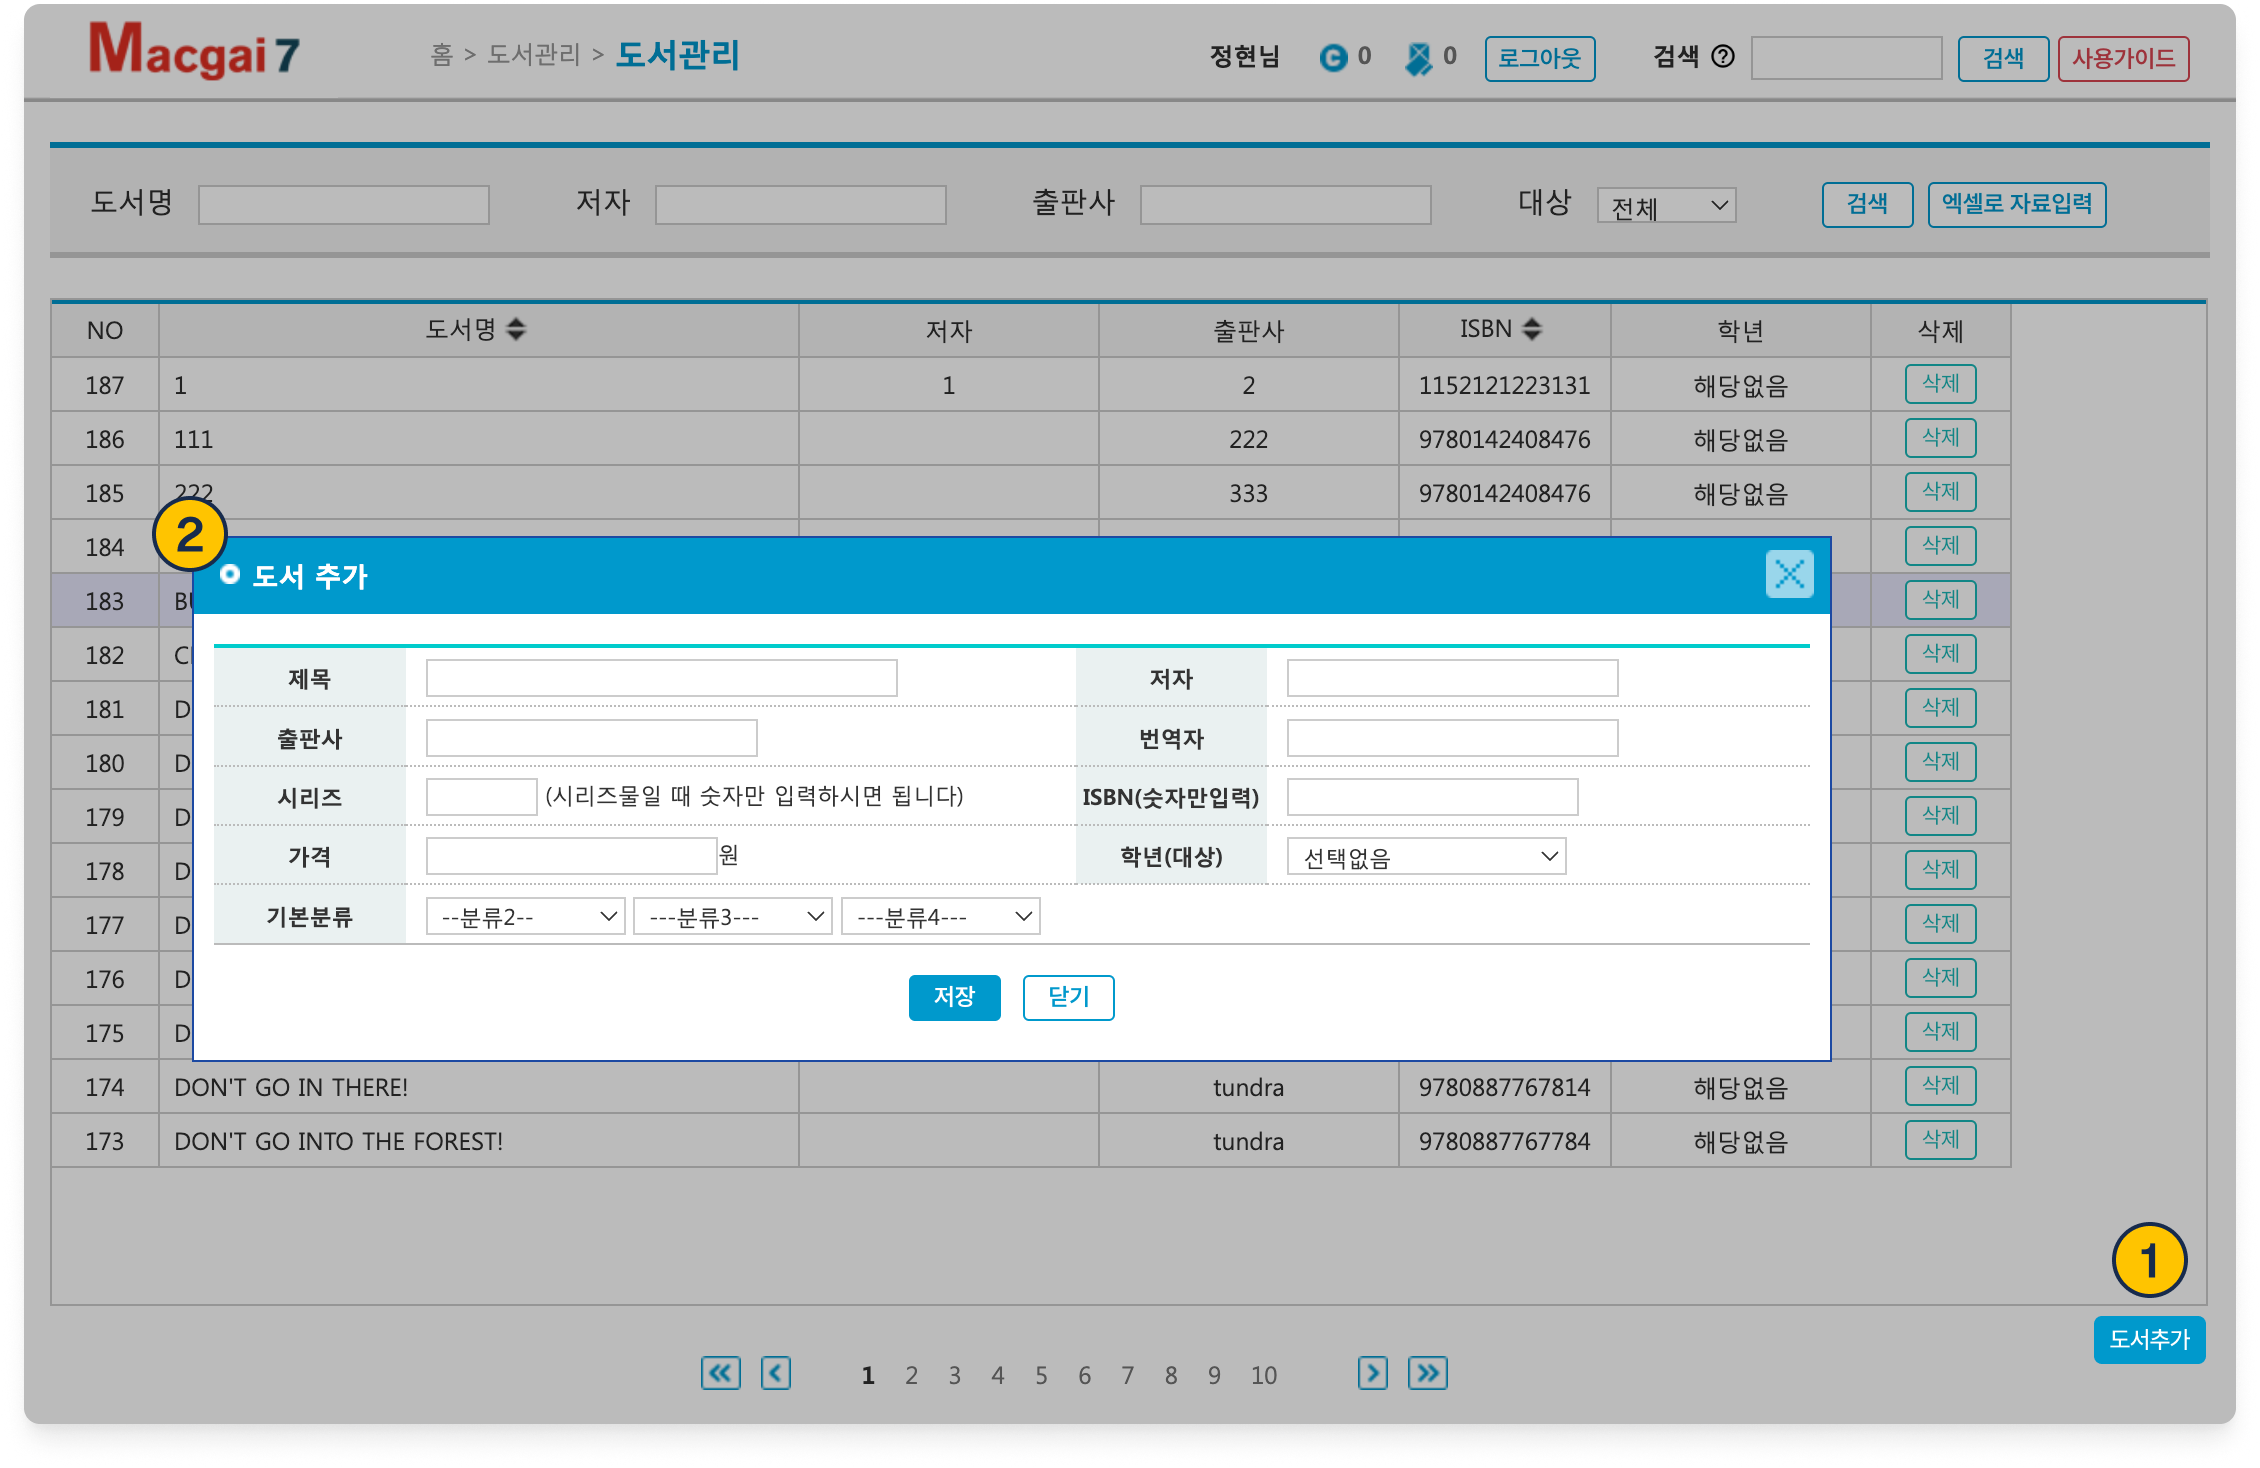 Macgai 7
홈 > 도서관리 > 도서관리
정현님 0 0 로그아웃 검색 검색 사용가이드
도서명 저자 출판사 대상 전체 검색 엑셀로 자료입력
NO 도서명 저자 출판사 ISBN 학년 삭제
187 1 1 2 1152121223131 해당없음 삭제
186 111 222 9780142408476 해당없음 삭제
185 222 333 9780142408476 해당없음 삭제
184 삭제
2
도서 추가
183 삭제
182 삭제
제목 저자
181 D 삭제
출판사 번역자
180 D 삭제
시리즈 (시리즈물일 때 숫자만 입력하시면 됩니다) ISBN(숫자만입력)
179 D 삭제
가격 원 학년(대상) 선택없음
178 D 삭제
기본분류 --분류2-- ---분류3--- ---분류4---
177 D 삭제
176 D 삭제
저장 닫기
175 D 삭제
174 DON'T GO IN THERE! tundra 9780887767814 해당없음 삭제
173 DON'T GO INTO THE FOREST! tundra 9780887767784 해당없음 삭제
1
도서추가
1 2 3 4 5 6 7 8 9 10